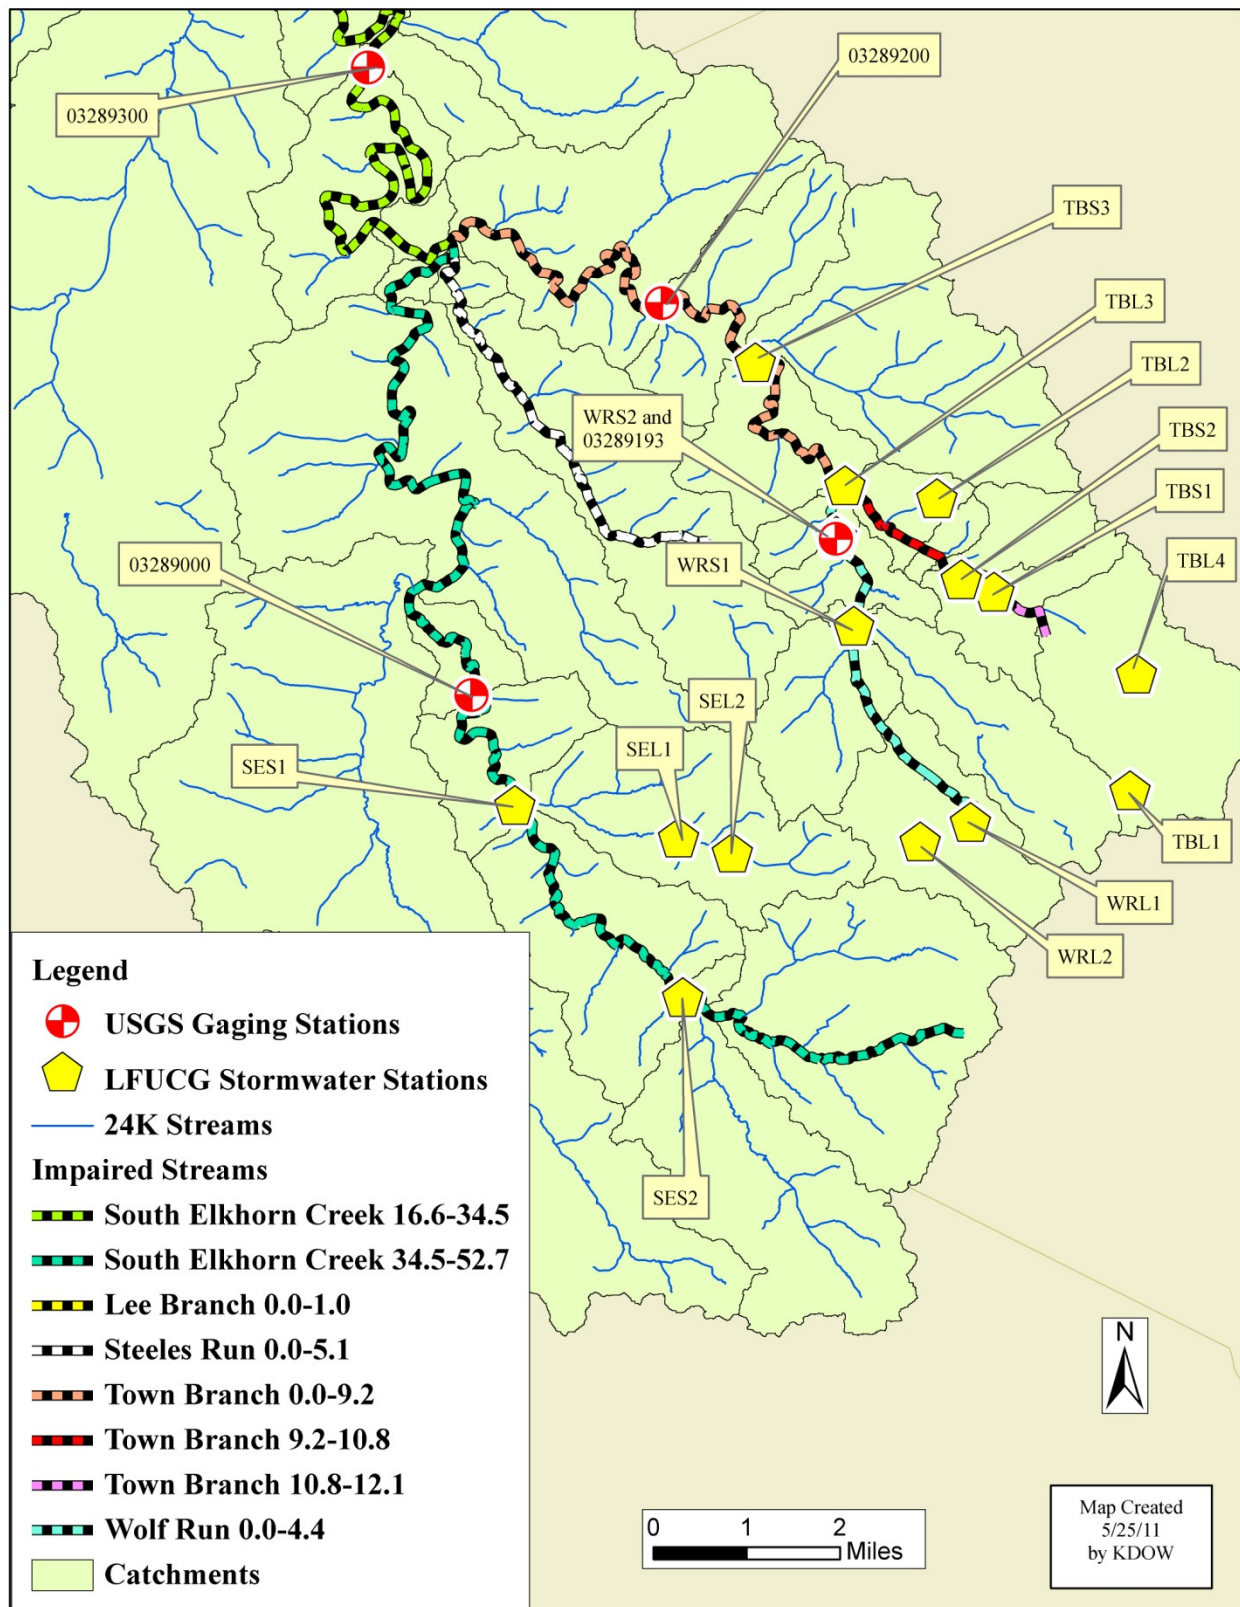 03289200
03289300
TBS3
TBL3
TBL2
WRS2 and
03289193
TBS2
TBS1
03289000
WRS1
TBL4
SEL2
SEL1
SES1
TBL1
WRL1
WRL2
SES2
Legend
USGS Gaging Stations
LFUCG Stormwater Stations
24K Streams
Impaired Streams
South Elkhorn Creek 16.6-34.5
South Elkhorn Creek 34.5-52.7
Lee Branch 0.0-1.0
Steeles Run 0.0-5.1
Town Branch 0.0-9.2
Town Branch 9.2-10.8
Town Branch 10.8-12.1
Wolf Run 0.0-4.4
Catchments
N
0 1 2
Miles
Map Created
5/25/11
by KDOW